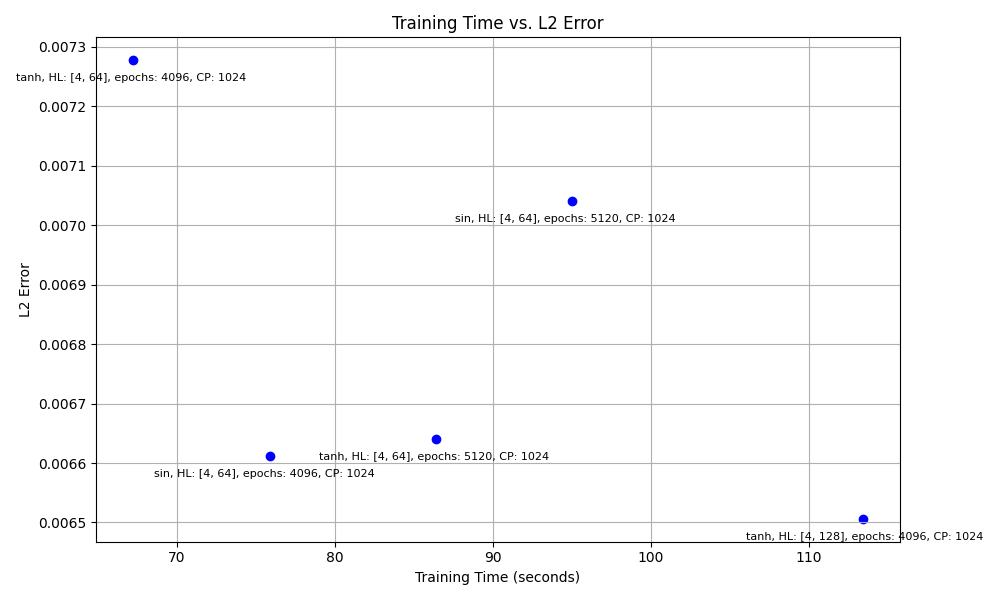 Training Time vs. L2 Error
0.0073
tanh, HL: [4, 64], epochs: 4096, CP: 1024
0.0072
0.0071
sin, HL: [4, 64], epochs: 5120, CP: 1024
0.0070
0.0069
L2 Error
0.0068
0.0067
tanh, HL: [4, 64], epochs: 5120, CP: 1024
0.0066
sin, HL: [4, 64], epochs: 4096, CP: 1024
0.0065
tanh, HL: [4, 128], epochs: 4096, CP: 1024
70 80 90 100 110
Training Time (seconds)